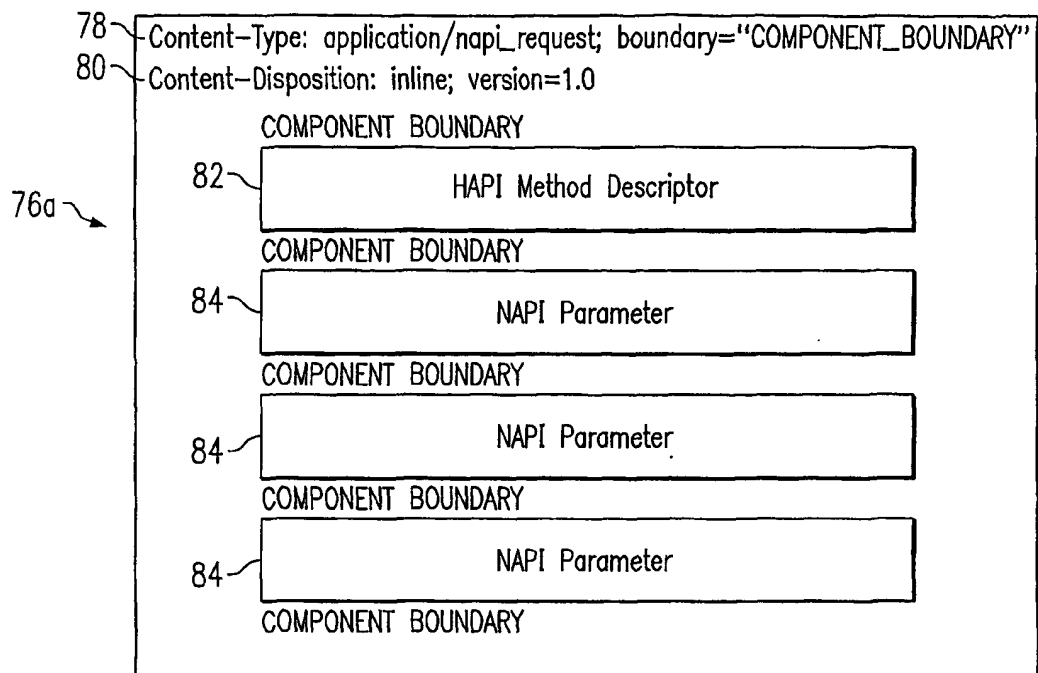 78 Content-Type: application/napi_request; boundary="COMPONENT_BOUNDARY"
80 Content-Disposition: inline; version=1.0
COMPONENT BOUNDARY
82 HAPI Method Descriptor
76a
COMPONENT BOUNDARY
84 NAPI Parameter
COMPONENT BOUNDARY
84 NAPI Parameter
COMPONENT BOUNDARY
84 NAPI Parameter
COMPONENT BOUNDARY